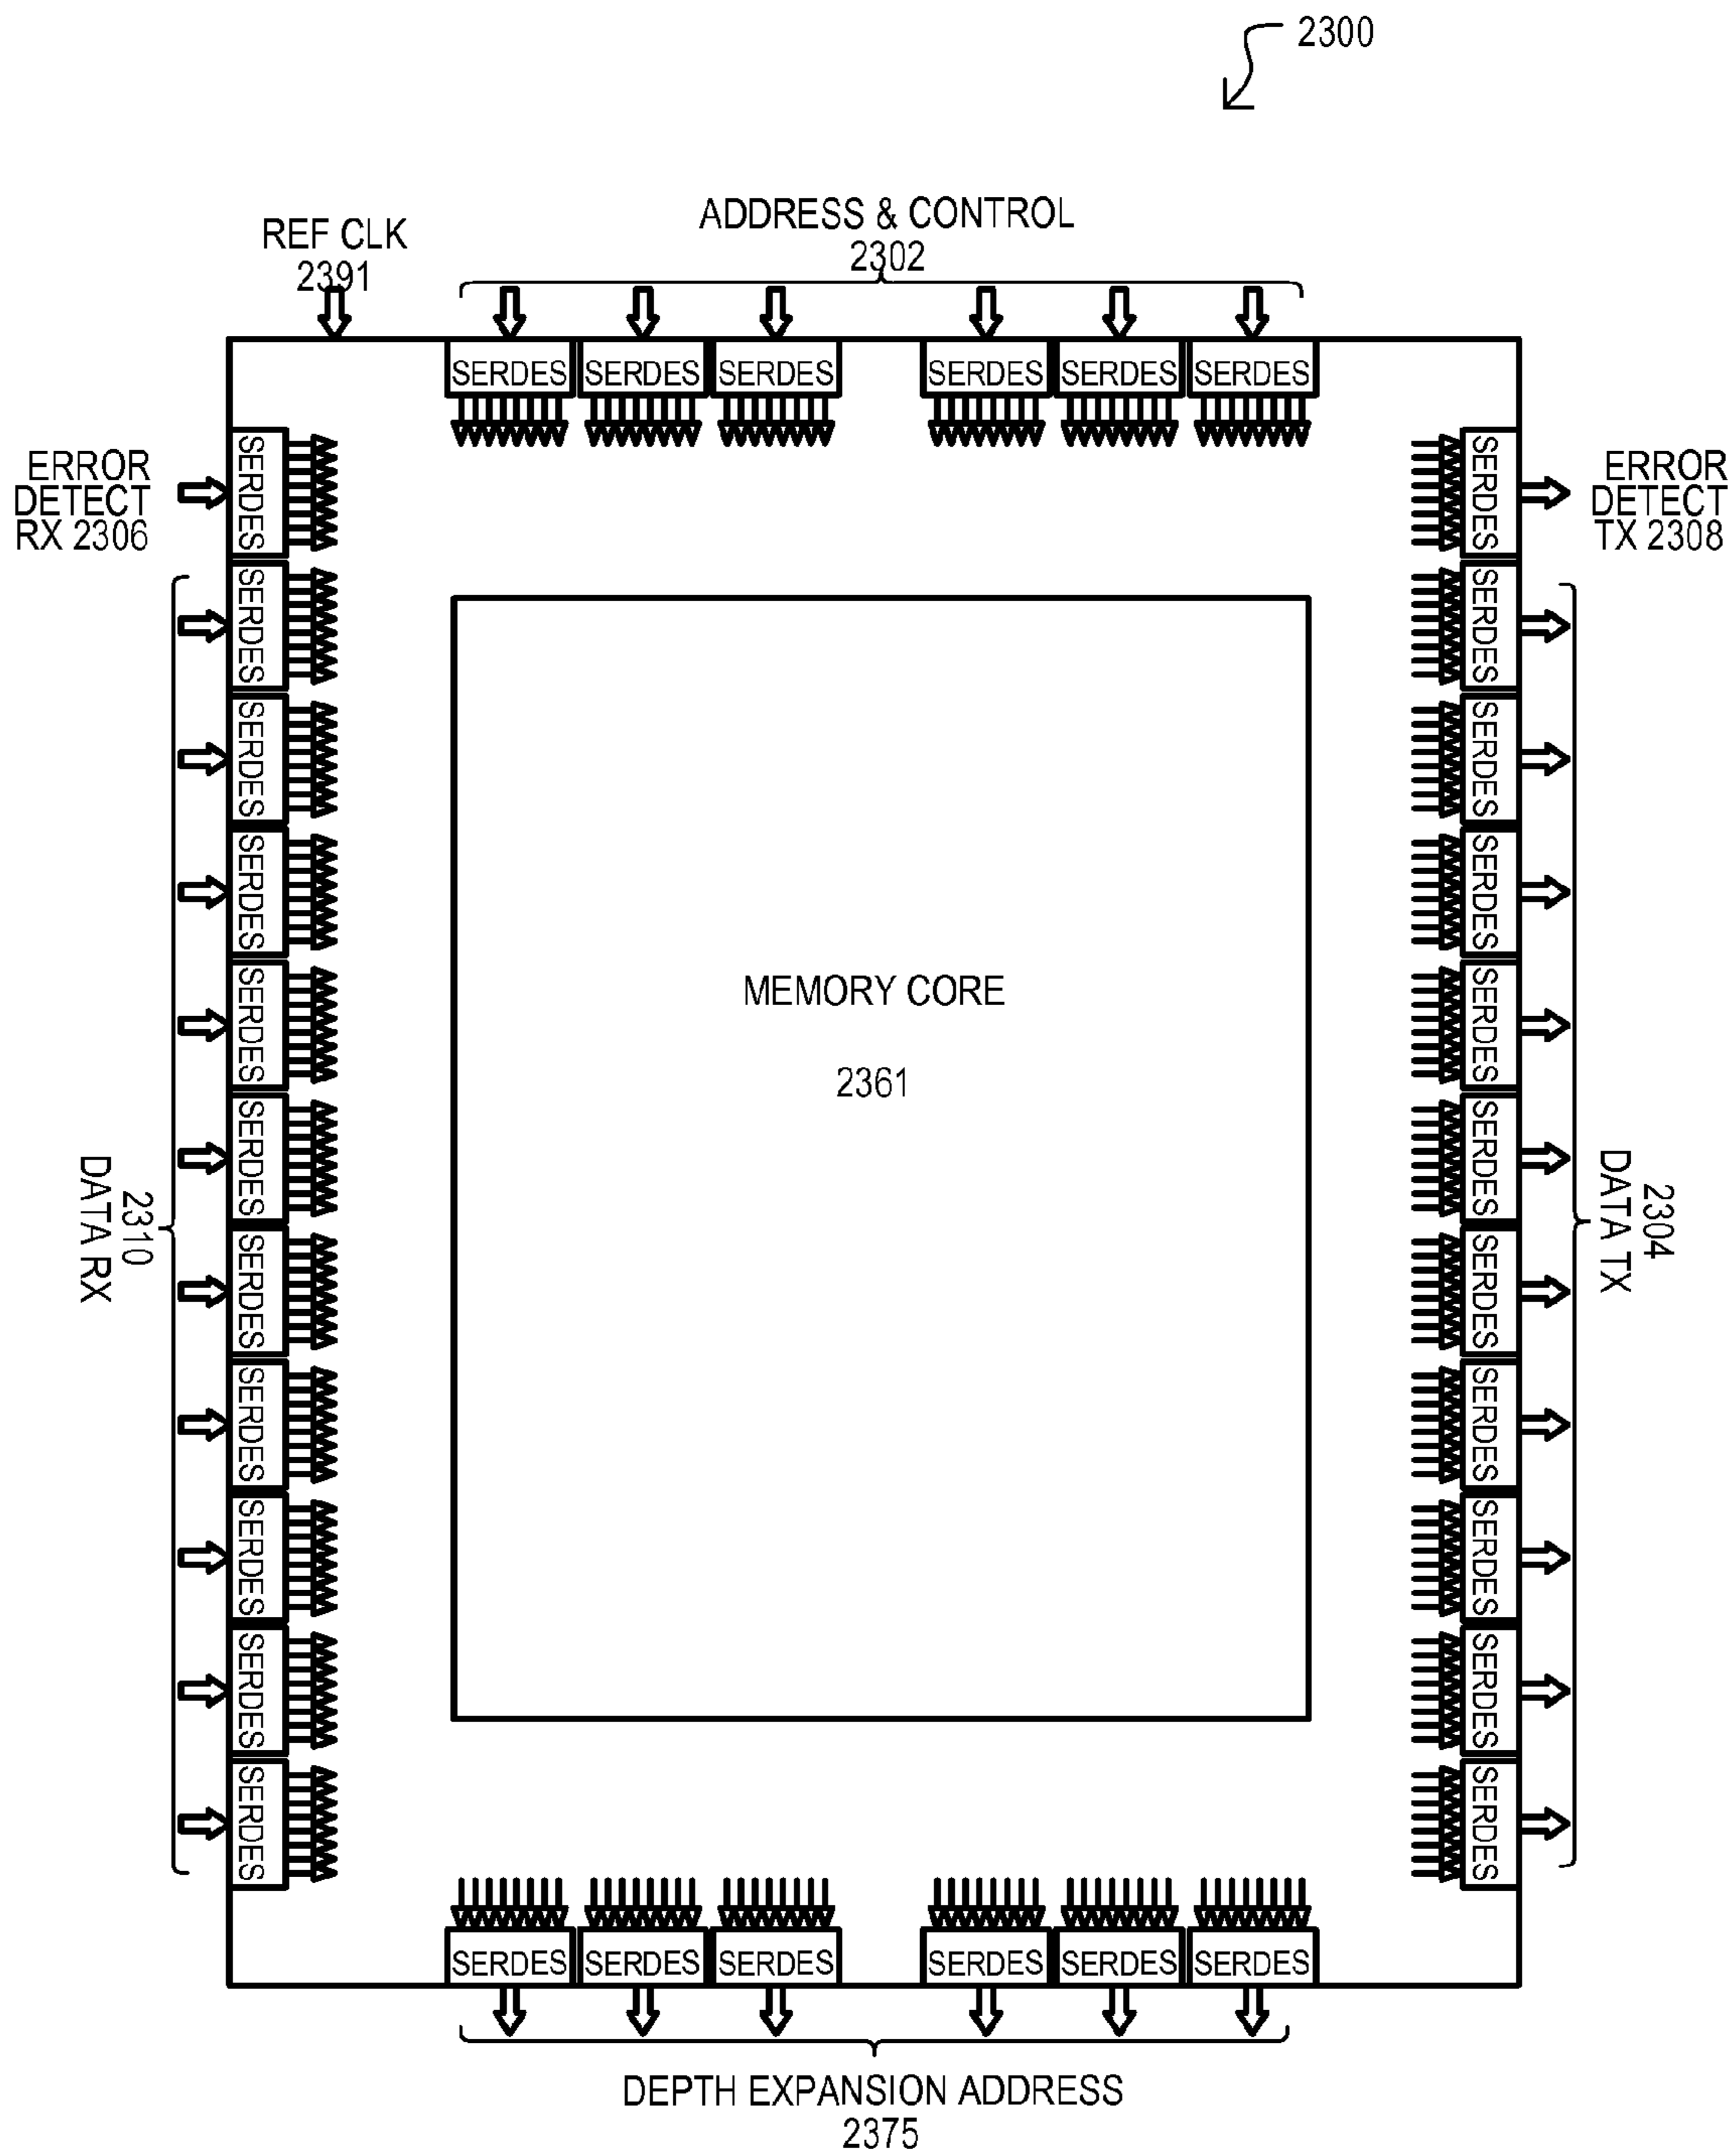 2300
ADDRESS & CONTROL
2302
REF CLK
2391
SERDES SERDES SERDES SERDES SERDES SERDES
ERROR
DETECT
RX 2306
SERDES
SERDES
SERDES
SERDES
SERDES
SERDES
SERDES
SERDES
SERDES
SERDES
SERDES
2310
DATA RX
MEMORY CORE
2361
SERDES
SERDES
SERDES
SERDES
SERDES
SERDES
SERDES
SERDES
SERDES
SERDES
SERDES
ERROR
DETECT
TX 2308
2304
DATA TX
SERDES SERDES SERDES SERDES SERDES SERDES
DEPTH EXPANSION ADDRESS
2375